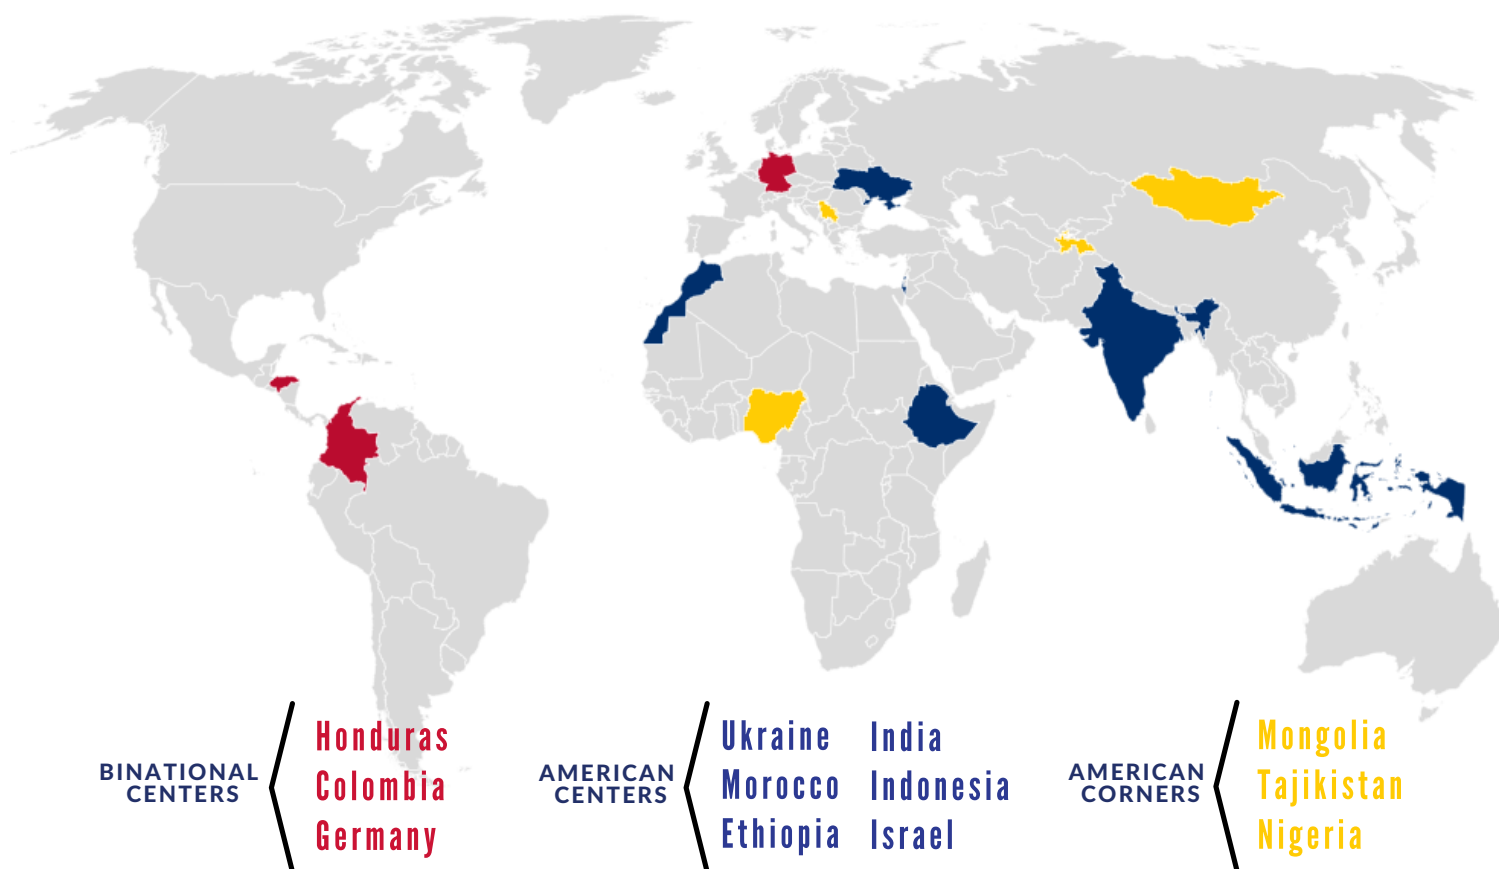 BINATIONAL
CENTERS
Honduras
Colombia
Germany
AMERICAN
CENTERS
Ukraine
Morocco
Ethiopia
India
Indonesia
Israel
AMERICAN
CORNERS
Mongolia
Tajikistan
Nigeria